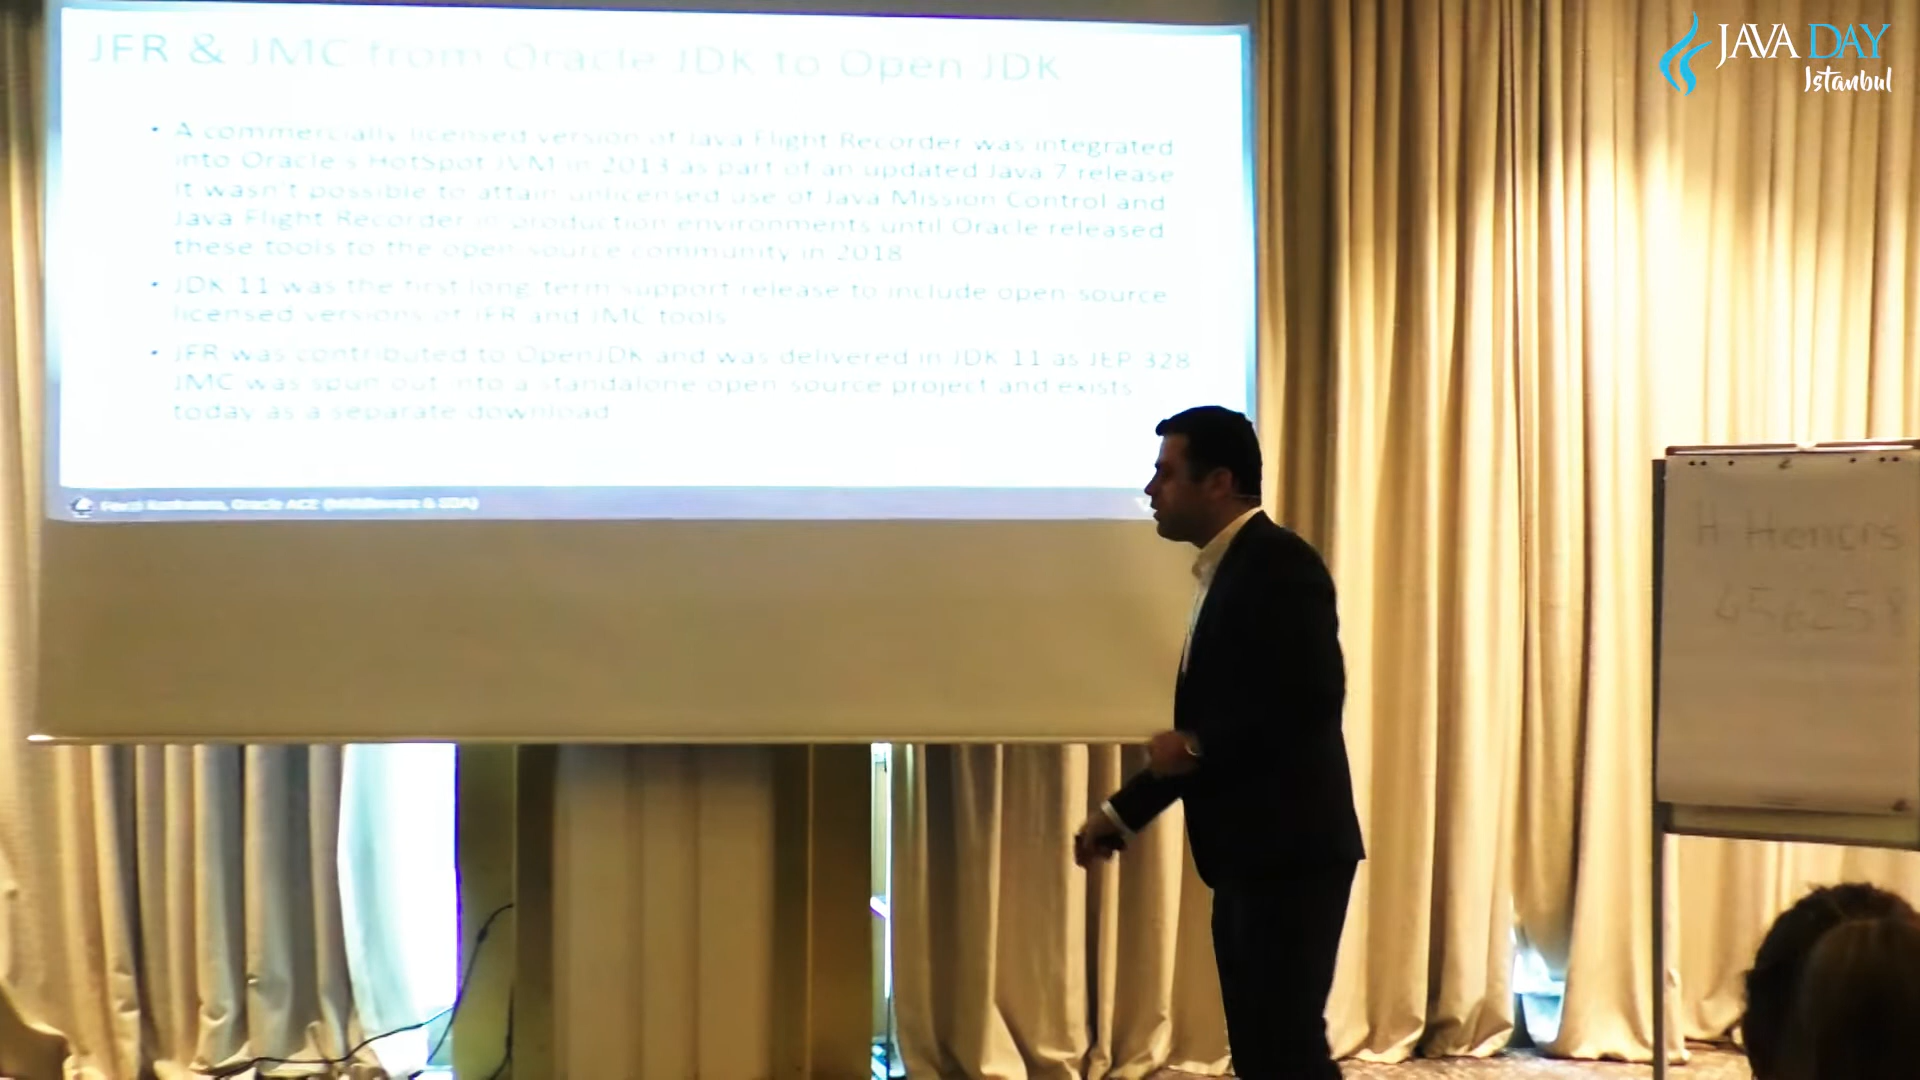 JFR & JMC from Oracle JDK to Open JDK
• A commercially licensed version of Java Flight Recorder was integrated
into Oracle's HotSpot JVM in 2013 as part of an updated Java 7 release
It wasn't possible to attain unlicensed use of Java Mission Control and
Java Flight Recorder in production environments until Oracle released
these tools to the open source community in 2018
• JDK 11 was the first long term support release to include open-source
licensed versions of JFR and JMC tools
• JFR was contributed to OpenJDK and was delivered in JDK 11 as JEP 328
JMC was spun out into a standalone open source project and exists
today as a separate download
Oracle ACE (Middleware & SOA)
JAVA DAY
Istanbul